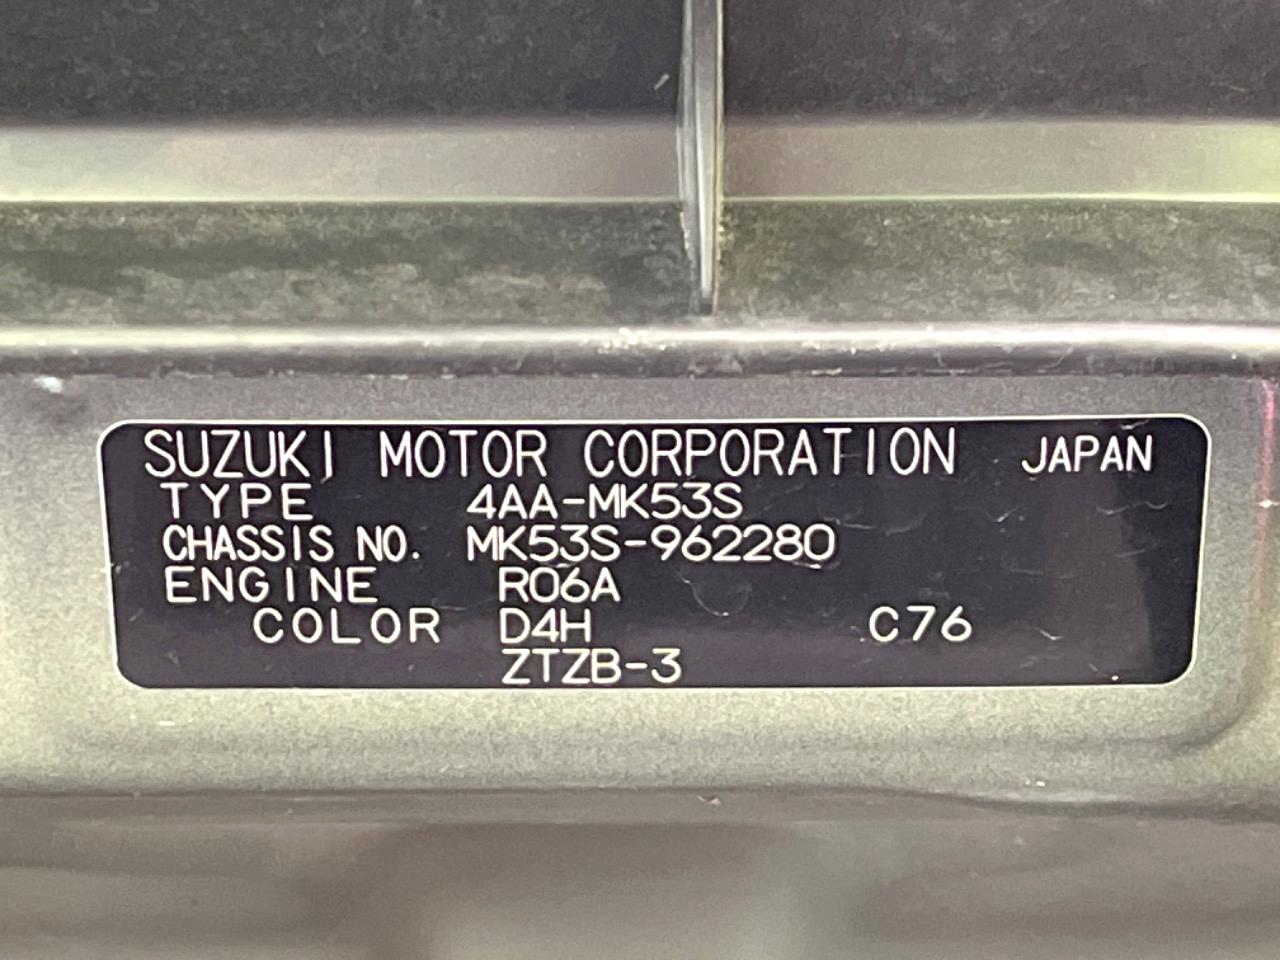 SUZUKI MOTOR CORPORATION JAPAN
TYPE 4AA-MK53S
CHASSIS NO. MK53S-962280
ENGINE R06A
COLOR D4H C76
ZTZB-3